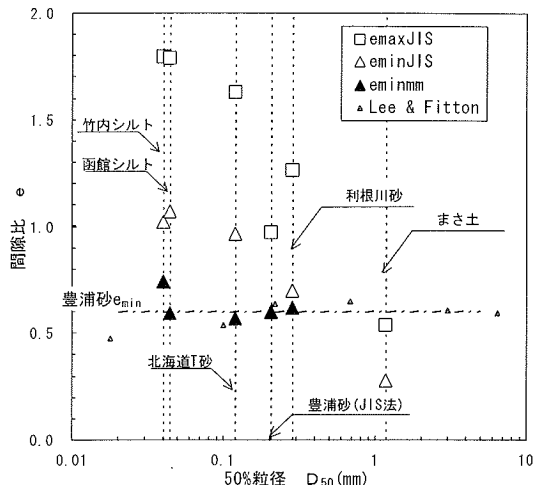 2.0
1.5
1.0
0.5
0.0
間隙比 e
□ emaxJIS
△ eminJIS
▲ eminmm
△ Lee & Fitton
竹内シルト
函館シルト
利根川砂
まさ土
豊浦砂emin
北海道T砂
豊浦砂(JIS法)
0.01
0.1
1
10
50%粒径 D50(mm)